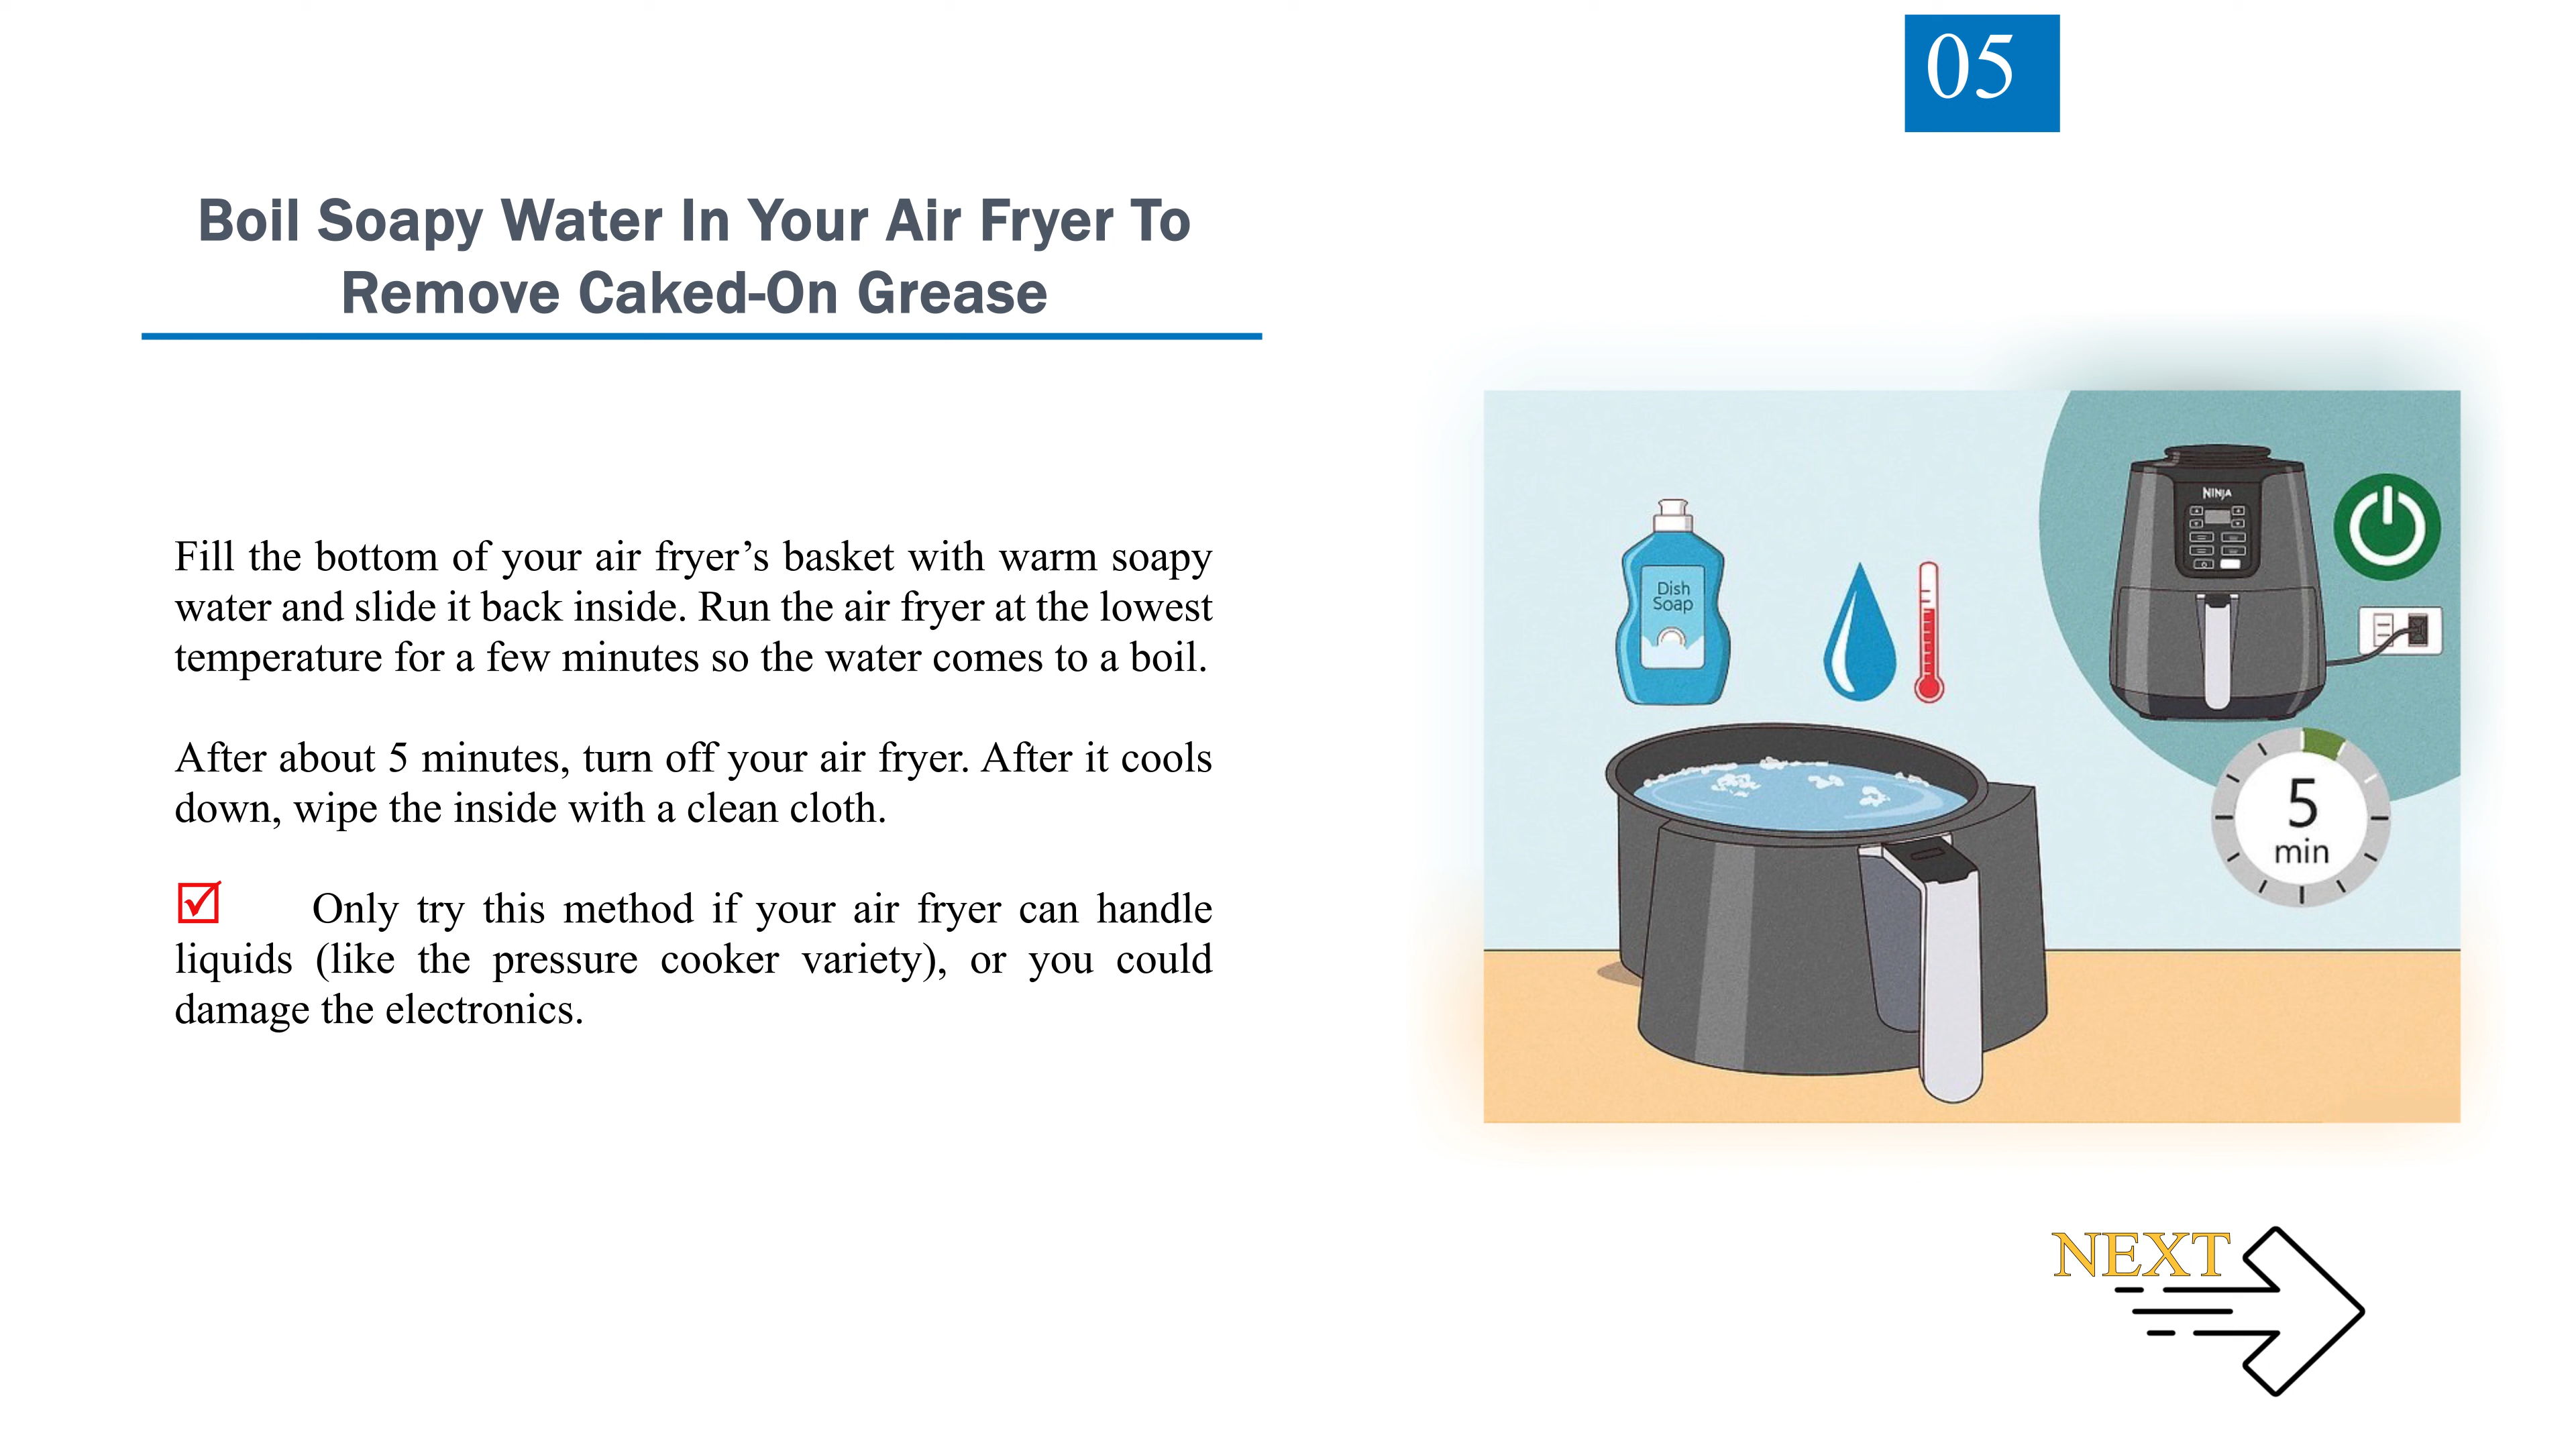 05
Boil Soapy Water In Your Air Fryer To
Remove Caked-On Grease
Fill the bottom of your air fryer’s basket with warm soapy
water and slide it back inside. Run the air fryer at the lowest
temperature for a few minutes so the water comes to a boil.
After about 5 minutes, turn off your air fryer. After it cools
down, wipe the inside with a clean cloth.
Only try this method if your air fryer can handle
liquids (like the pressure cooker variety), or you could
damage the electronics.
Dish
Soap
NINJA
5
min
NEXT